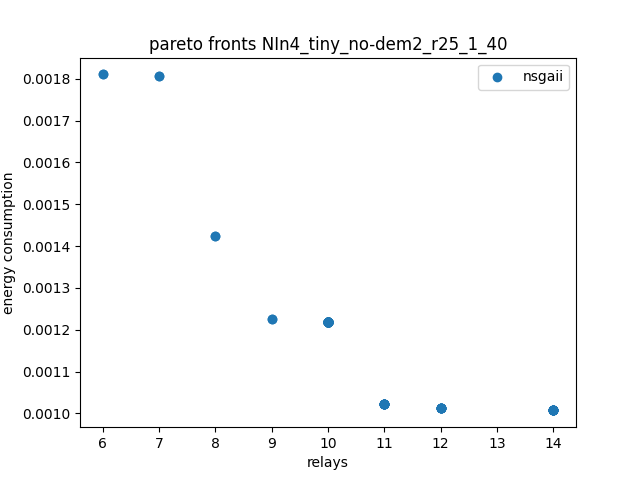 pareto fronts NIn4_tiny_no-dem2_r25_1_40
nsgaii
energy consumption
0.0018
0.0017
0.0016
0.0015
0.0014
0.0013
0.0012
0.0011
0.0010
6 7 8 9 10 11 12 13 14
relays